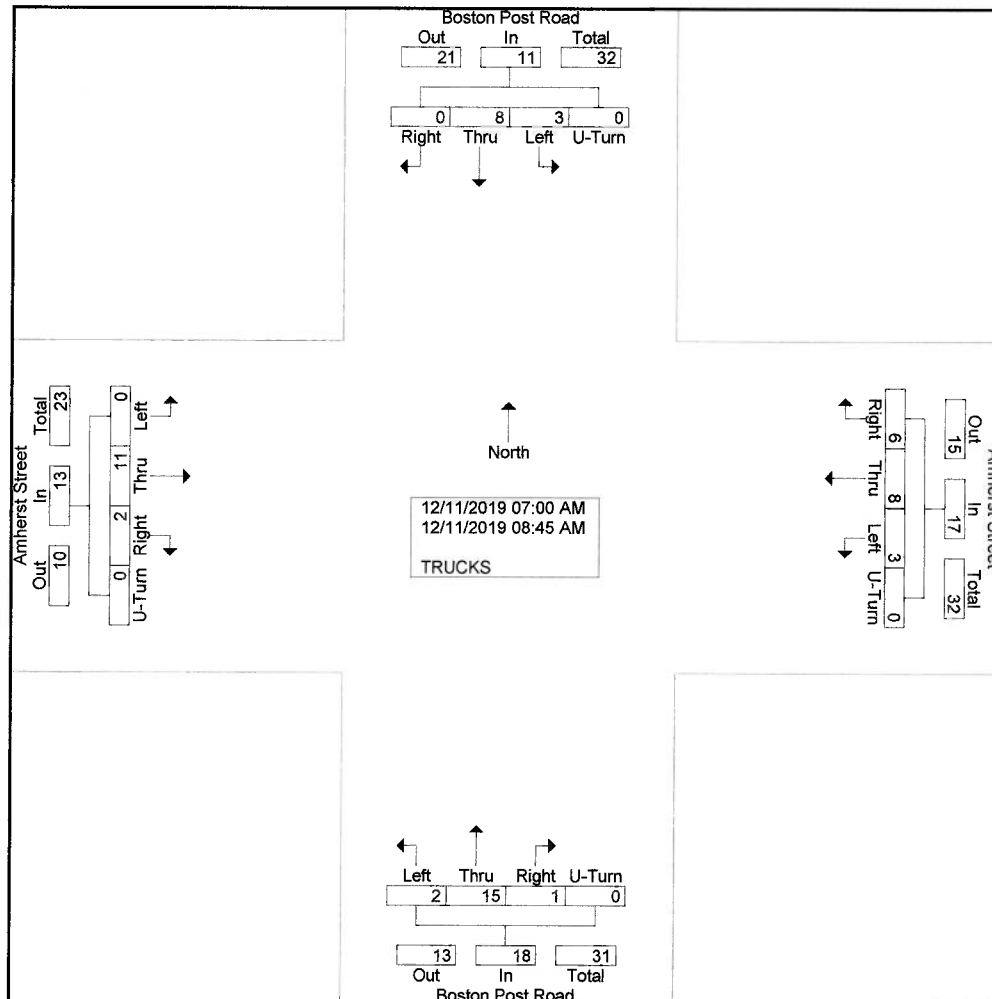 Boston Post Road
Out In Total
21 11 32
0 8 3 0
Right Thru Left U-Turn
Amherst Street
Total In Out
23 13 10
0 11 2 0
Left Thru Right U-Turn
North
12/11/2019 07:00 AM
12/11/2019 08:45 AM
TRUCKS
Right Thru Left U-Turn
6 8 3 0
Out In Total
15 17 32
Amherst Street
Left Thru Right U-Turn
2 15 1 0
13 18 31
Out In Total
Boston Post Road